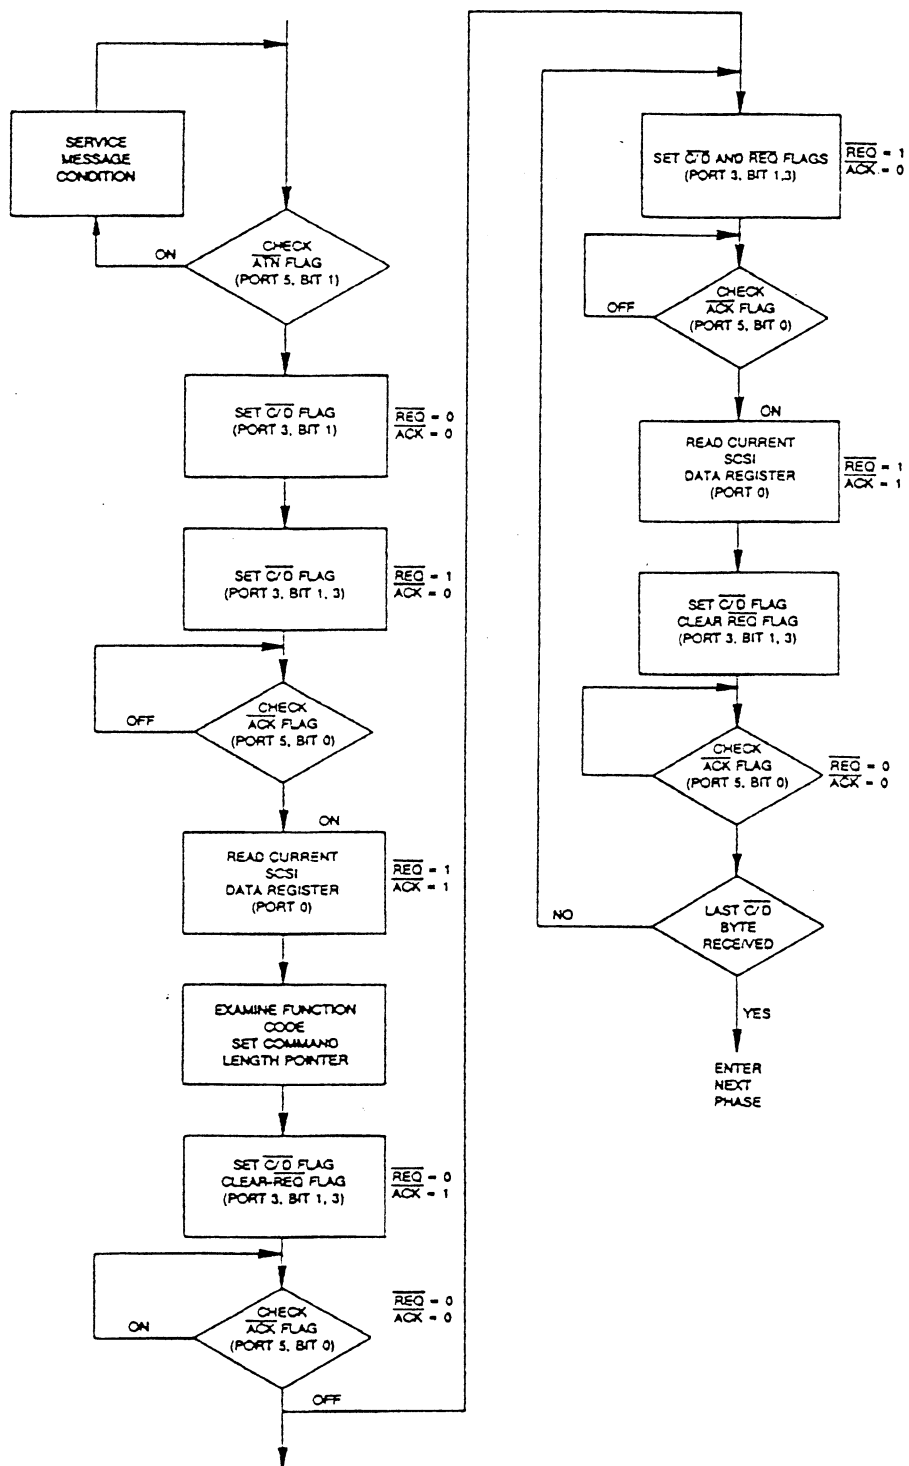 SERVICE
MESSAGE
CONDITION
ON
CHECK
ATN FLAG
(PORT 5, BIT 1)
SET C/D FLAG
(PORT 3, BIT 1)
REQ = 0
ACK = 0
SET C/D FLAG
(PORT 3, BIT 1, 3)
REQ = 1
ACK = 0
OFF
CHECK
ACK FLAG
(PORT 5, BIT 0)
ON
READ CURRENT
SCSI
DATA REGISTER
(PORT 0)
REQ = 1
ACK = 1
EXAMINE FUNCTION
CODE
SET COMMAND
LENGTH POINTER
SET C/D FLAG
CLEAR-REQ FLAG
(PORT 3, BIT 1, 3)
REQ = 0
ACK = 1
ON
CHECK
ACK FLAG
(PORT 5, BIT 0)
REQ = 0
ACK = 0
OFF
SET C/D AND REQ FLAGS
(PORT 3, BIT 1,3)
REQ = 1
ACK = 0
OFF
CHECK
ACK FLAG
(PORT 5, BIT 0)
ON
READ CURRENT
SCSI
DATA REGISTER
(PORT 0)
REQ = 1
ACK = 1
SET C/D FLAG
CLEAR REQ FLAG
(PORT 3, BIT 1, 3)
CHECK
ACK FLAG
(PORT 5, BIT 0)
REQ = 0
ACK = 0
NO
LAST C/D
BYTE
RECEIVED
YES
ENTER
NEXT
PHASE